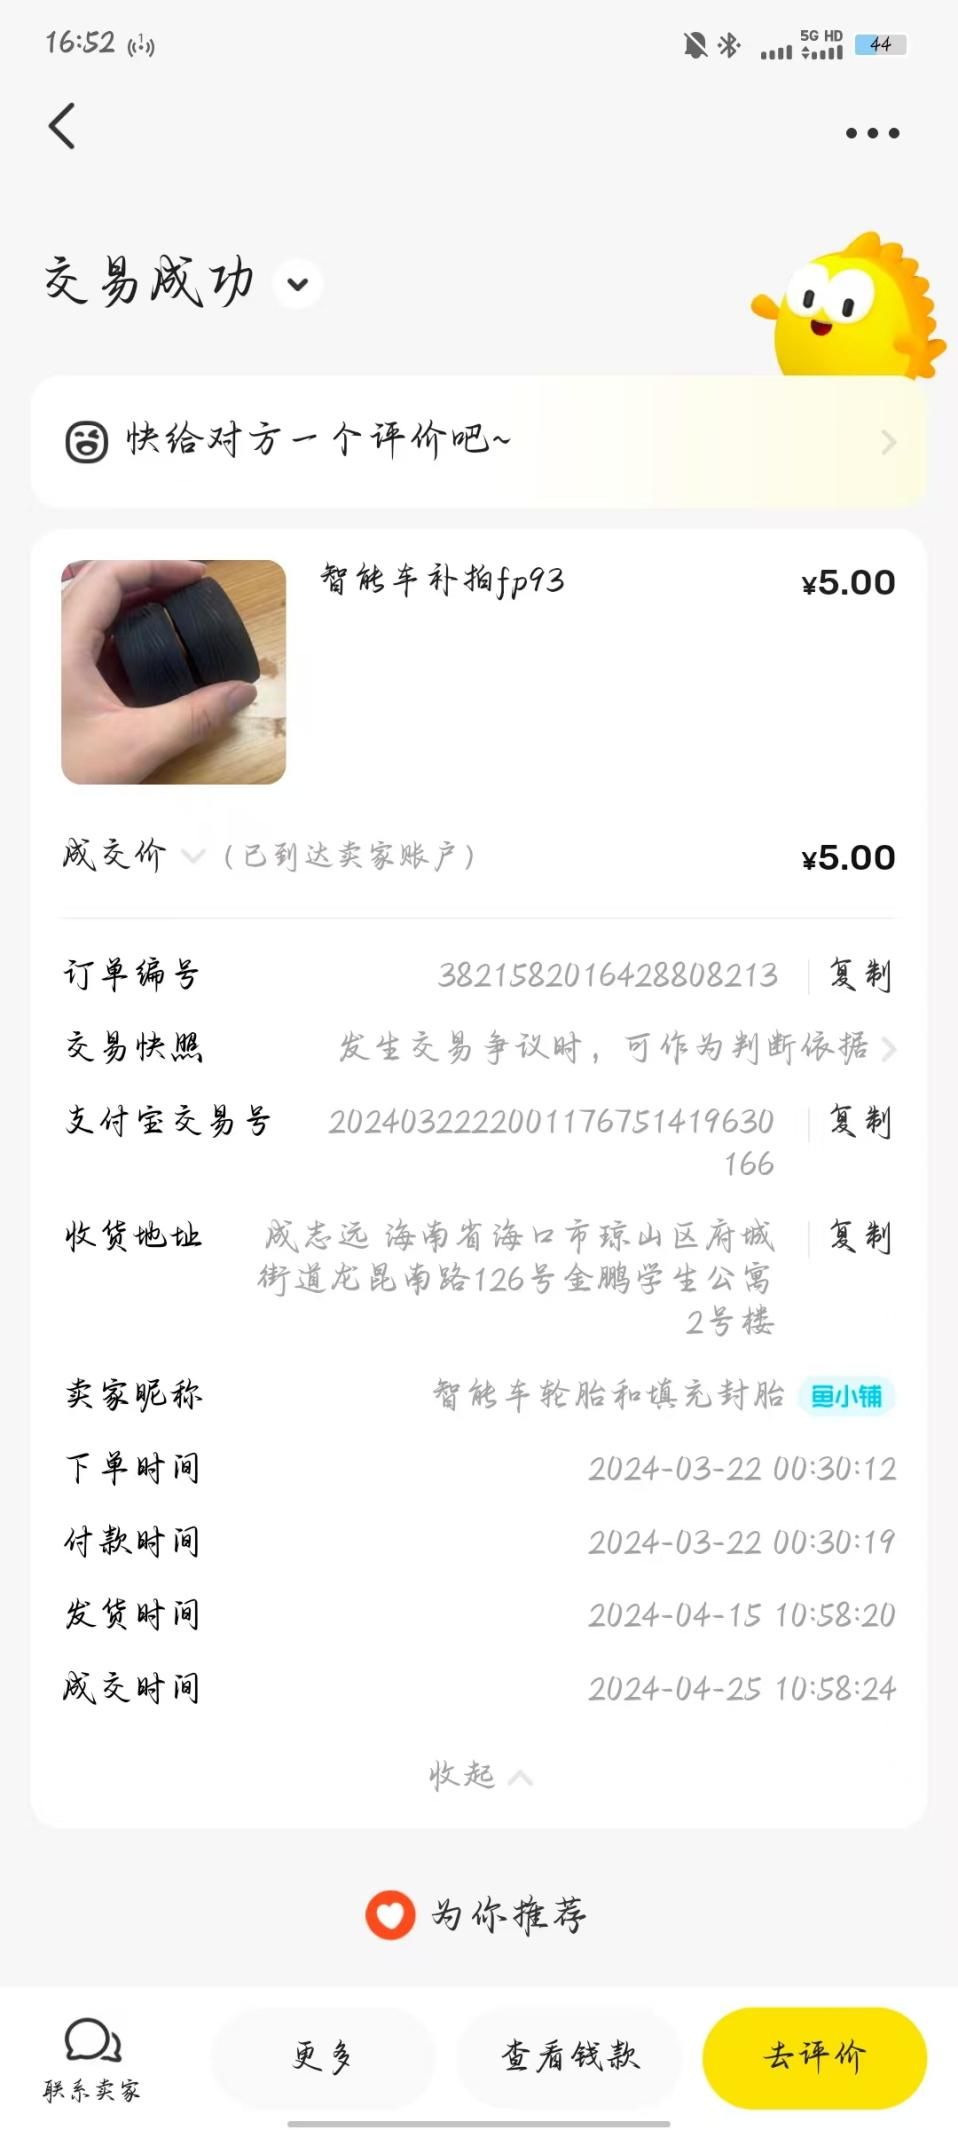 16:52
5G HD
44
交易成功
快给对方一个评价吧~
智能车补拍fp93
¥5.00
成交价 (已到达卖家账户)
¥5.00
订单编号 3821582016428808213 复制
交易快照 发生交易争议时，可作为判断依据
支付宝交易号 2024032222001176751419630 复制
166
收货地址 成志远 海南省海口市琼山区府城 复制
街道龙昆南路126号金鹏学生公寓
2号楼
卖家昵称 智能车轮胎和填充封胎 鱼小铺
下单时间 2024-03-22 00:30:12
付款时间 2024-03-22 00:30:19
发货时间 2024-04-15 10:58:20
成交时间 2024-04-25 10:58:24
收起
为你推荐
联系卖家
更多
查看钱款
去评价